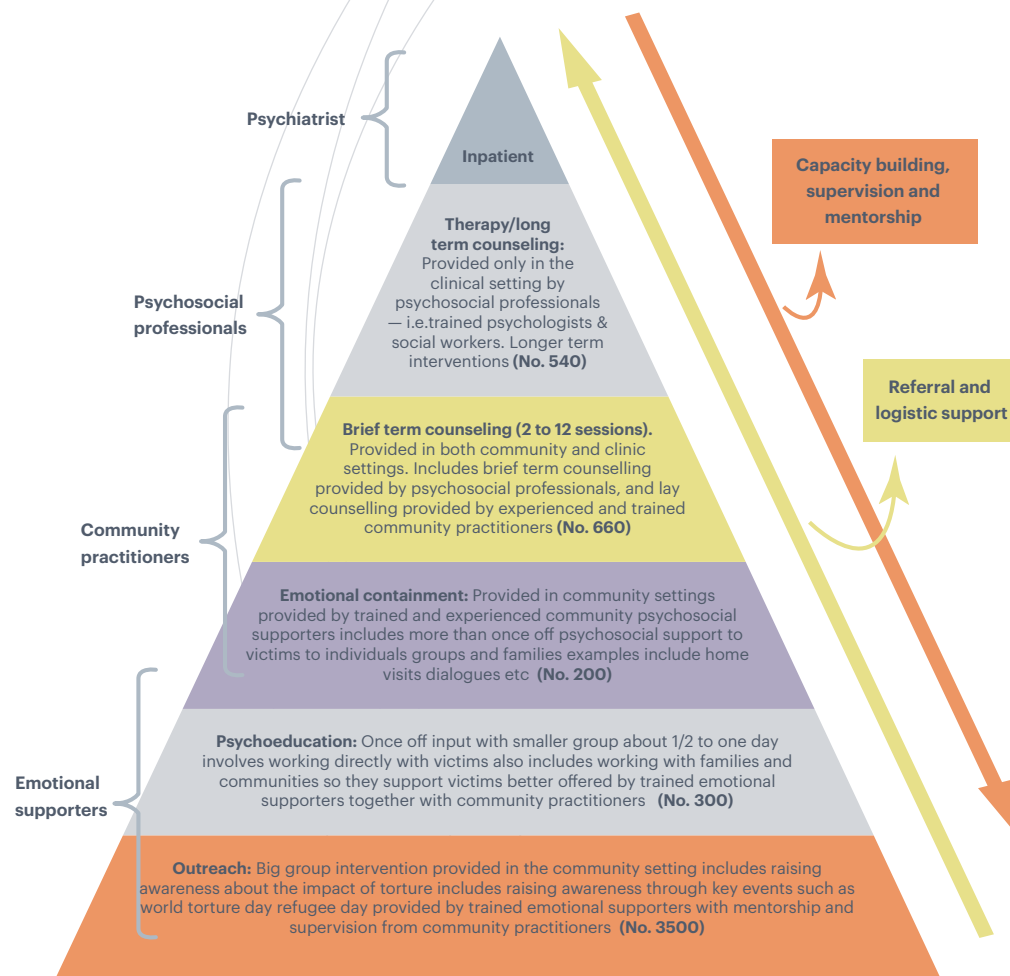 Psychiatrist
Inpatient
Capacity building,
supervision and
mentorship
Therapy/long
term counseling:
Provided only in the
clinical setting by
psychosocial professionals
— i.e.trained psychologists &
social workers. Longer term
interventions (No. 540)
Psychosocial
professionals
Referral and
logistic support
Brief term counseling (2 to 12 sessions).
Provided in both community and clinic
settings. Includes brief term counselling
provided by psychosocial professionals, and lay
counselling provided by experienced and trained
community practitioners (No. 660)
Community
practitioners
Emotional containment: Provided in community settings
provided by trained and experienced community psychosocial
supporters includes more than once off psychosocial support to
victims to individuals groups and families examples include home
visits dialogues etc (No. 200)
Psychoeducation: Once off input with smaller group about 1/2 to one day
involves working directly with victims also includes working with families and
communities so they support victims better offered by trained emotional
supporters together with community practitioners (No. 300)
Emotional
supporters
Outreach: Big group intervention provided in the community setting includes raising
awareness about the impact of torture includes raising awareness through key events such as
world torture day refugee day provided by trained emotional supporters with mentorship and
supervision from community practitioners (No. 3500)